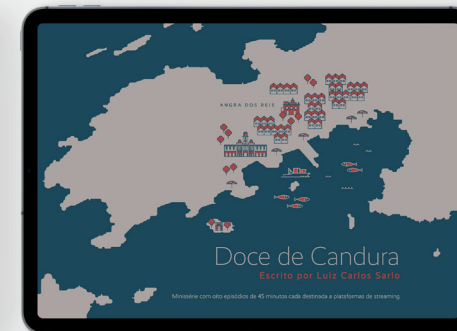 ANGRA DOS REIS
Doce de Candura
Escrito por Luiz Carlos Sarlo
Minissérie com oito episódios de 45 minutos cada destinada a plataformas de streaming